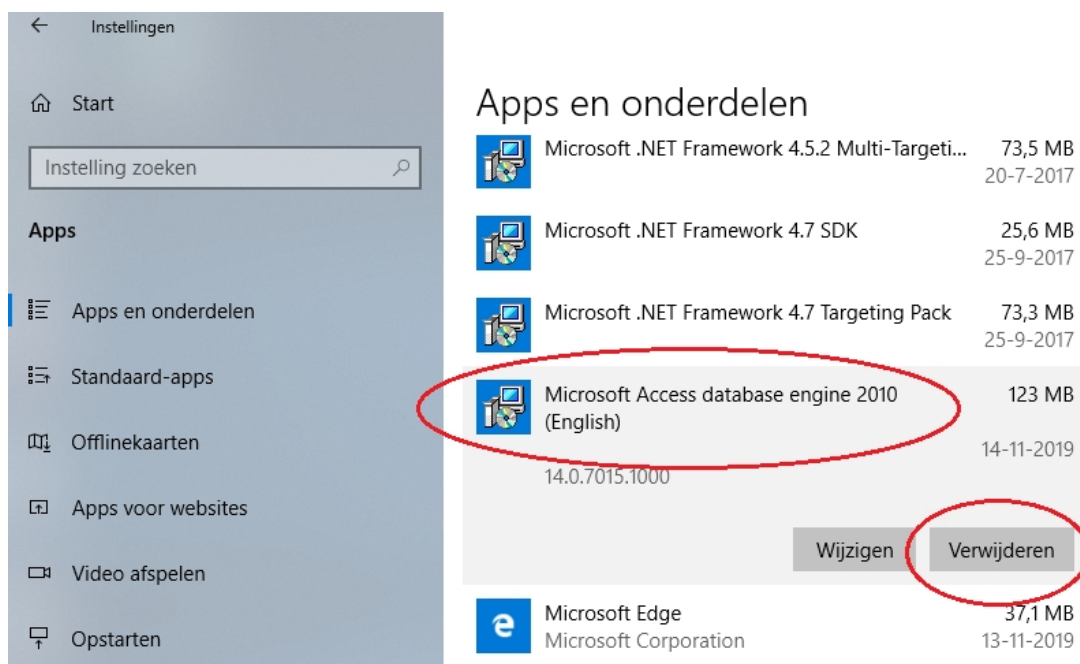 Instellingen
Start
Instelling zoeken
Apps
Apps en onderdelen
Standaard-apps
Offlinekaarten
Apps voor websites
Video afspelen
Opstarten
Apps en onderdelen
Microsoft .NET Framework 4.5.2 Multi-Targeti... 73,5 MB
20-7-2017
Microsoft .NET Framework 4.7 SDK 25,6 MB
25-9-2017
Microsoft .NET Framework 4.7 Targeting Pack 73,3 MB
25-9-2017
Microsoft Access database engine 2010 123 MB
(English)
14-11-2019
14.0.7015.1000
Wijzigen Verwijderen
Microsoft Edge 37,1 MB
Microsoft Corporation 13-11-2019